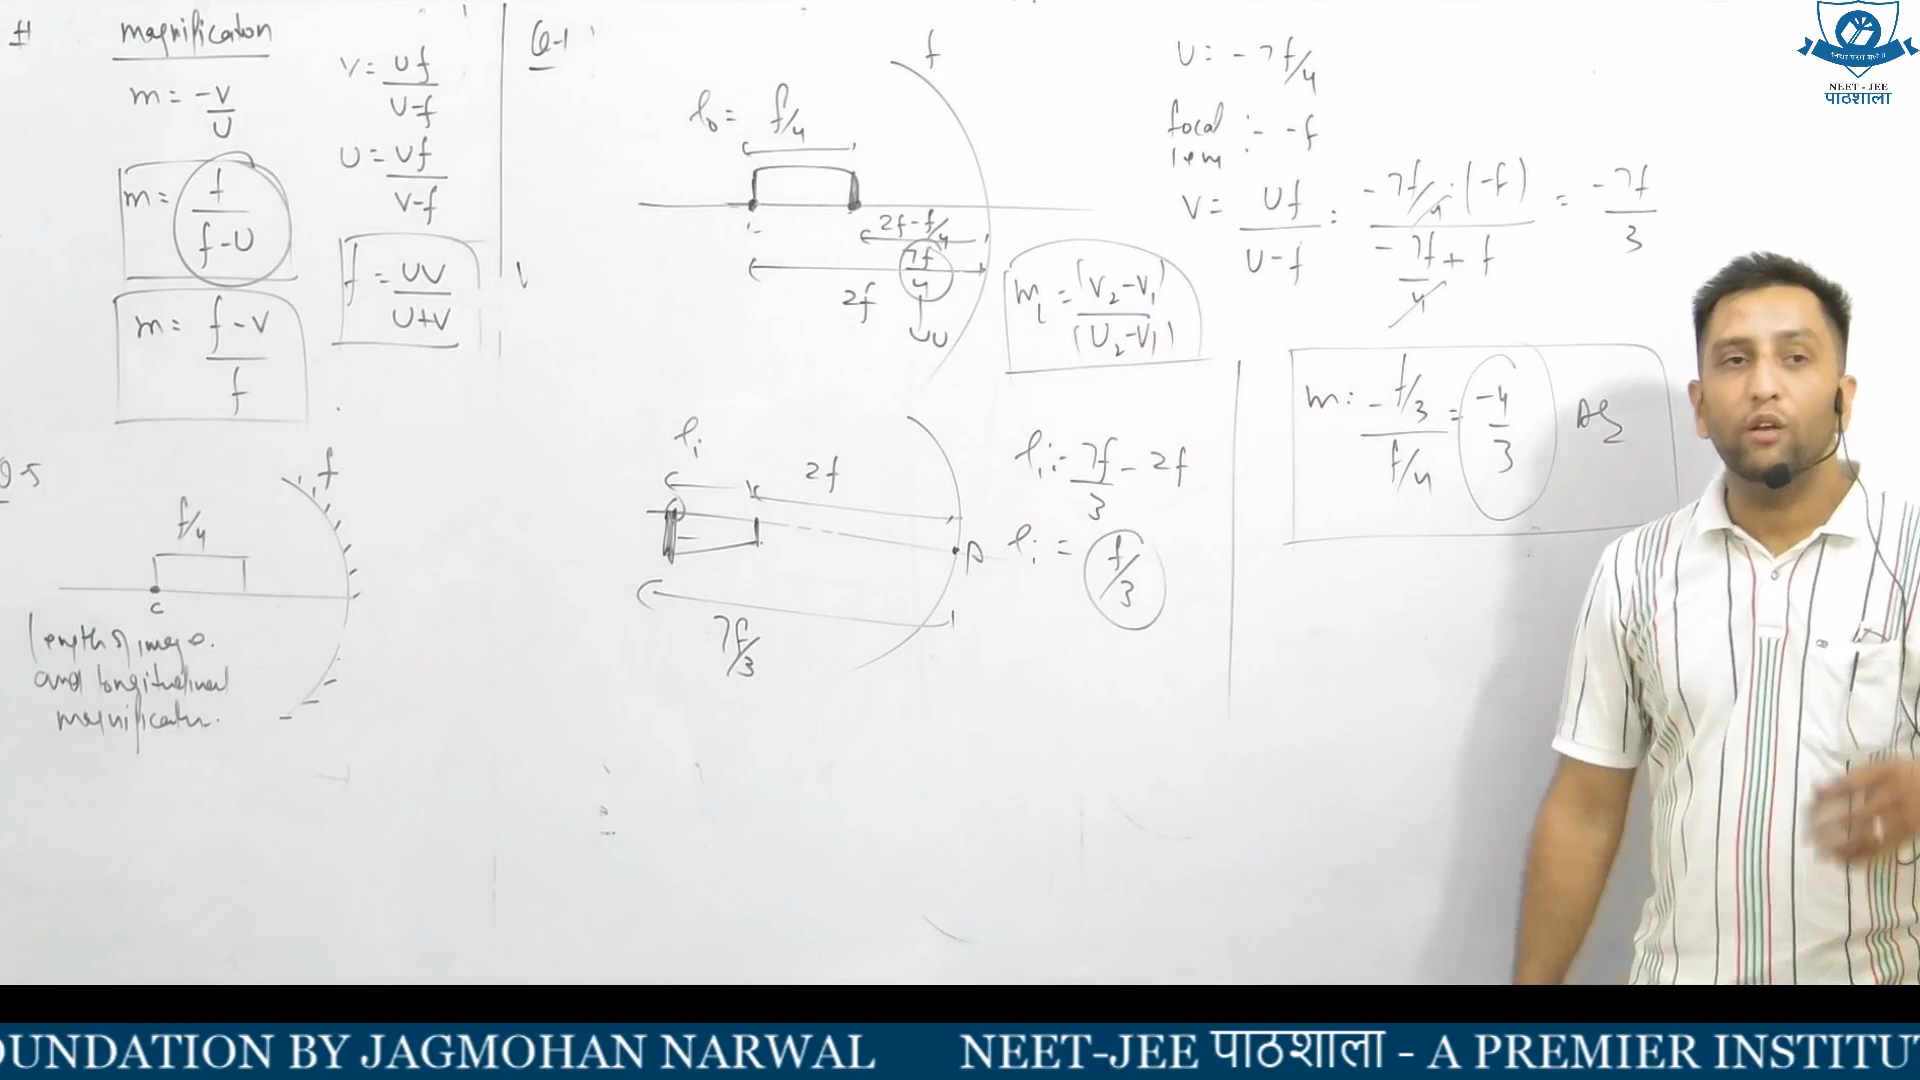 #
magnification
m = -v/u
m = f/f-u
m = f-v/f
v = uf/u-f
u = vf/v-f
f = uv/u+v
Q-5
f/4
f
c
length of image
and longitudinal
magnification.
Q-1
f
lo = f/4
2f-f/4
7f/4
2f
u
mL = (v2-v1)/(u2-v1)
li
2f
P
7f/3
li :- 7f/3 - 2f
li = f/3
u = -7f/4
focal
len :- -f
v = uf/u-f = -7f/4.(-f)/-7f/4+f = -7f/3
m: -f/3/f/4 = -4/3
NEET - JEE
पाठशाला
OUNDATION BY JAGMOHAN NARWAL NEET-JEE पाठशाला - A PREMIER INSTITUT